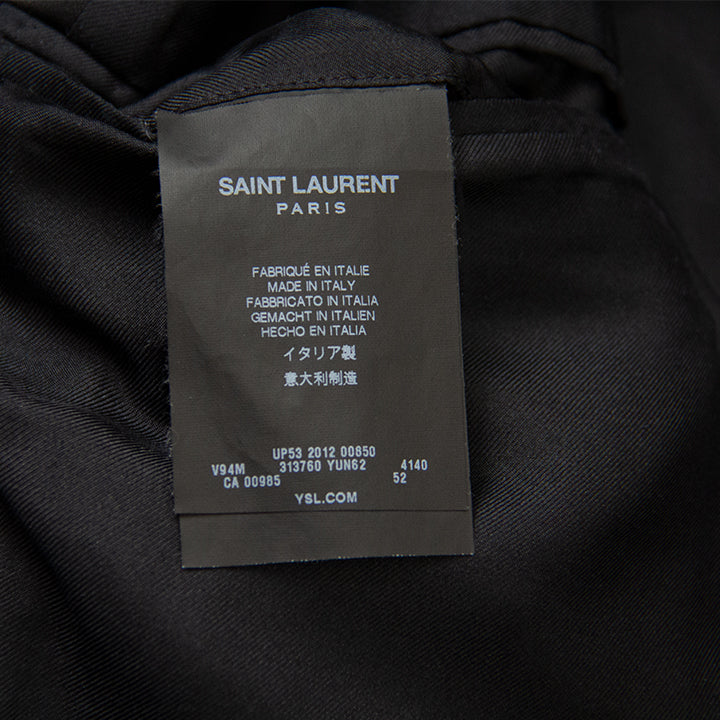 SAINT LAURENT
PARIS
FABRIQUÉ EN ITALIE
MADE IN ITALY
FABBRICATO IN ITALIA
GEMACHT IN ITALIEN
HECHO EN ITALIA
イタリア製
意大利制造
UP53 2012 00850
V94M 313760 YUN62 4140
CA 00985 52
YSL.COM